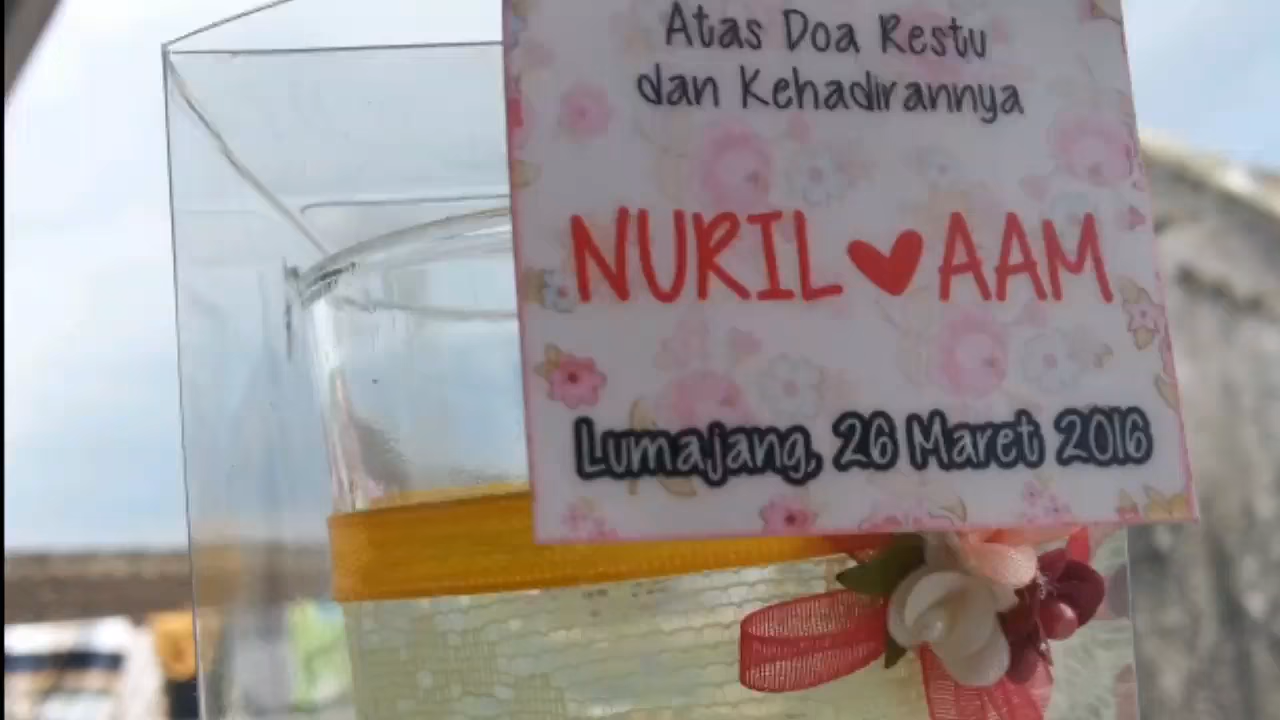 Atas Doa Restu
dan Kehadirannya
NURIL ♥ AAM
Lumajang, 26 Maret 2016